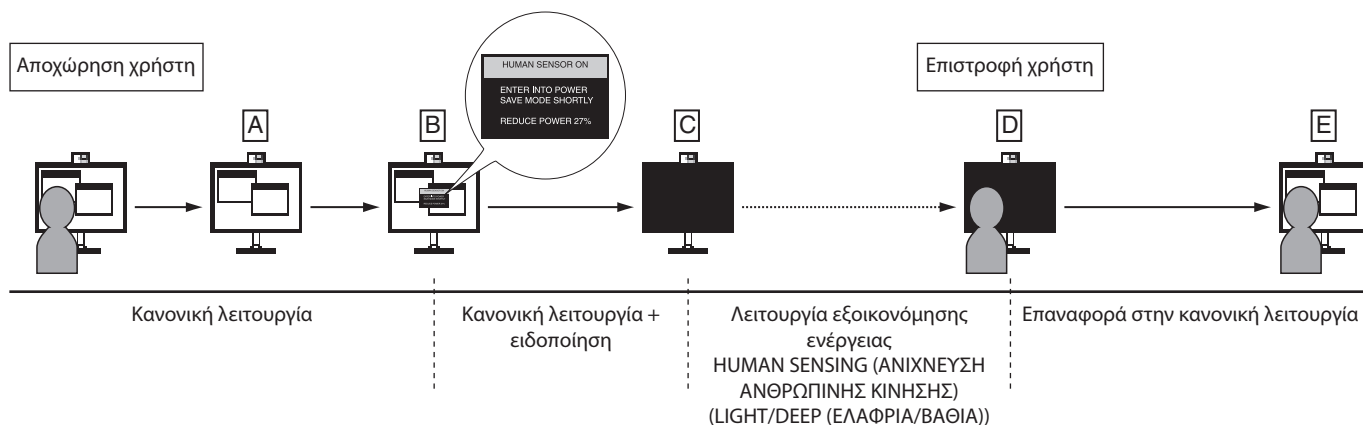 Αποχώρηση χρήστη
HUMAN SENSOR ON
ENTER INTO POWER
SAVE MODE SHORTLY
REDUCE POWER 27%
Επιστροφή χρήστη
A
B
C
D
E
Κανονική λειτουργία
Κανονική λειτουργία +
ειδοποίηση
Λειτουργία εξοικονόμησης
ενέργειας
HUMAN SENSING (ΑΝΙΧΝΕΥΣΗ
ΑΝΘΡΩΠΙΝΗΣ ΚΙΝΗΣΗΣ)
(LIGHT/DEEP (ΕΛΑΦΡΙΑ/ΒΑΘΙΑ))
Επαναφορά στην κανονική λειτουργία